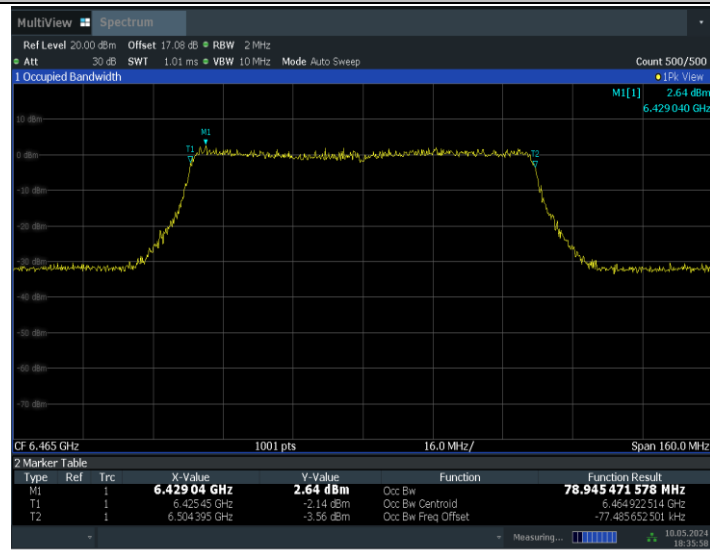 MultiView Spectrum
Ref Level 20.00 dBm Offset 17.08 dB RBW 2 MHz
Att 30 dB SWT 1.01 ms VBW 10 MHz Mode Auto Sweep Count 500/500
1 Occupied Bandwidth 1Pk View
M1[1] 2.64 dBm
6.429 040 GHz
10 dBm
M1
T1
T2
0 dBm
-10 dBm
-20 dBm
-30 dBm
-40 dBm
-50 dBm
-60 dBm
-70 dBm
CF 6.465 GHz 1001 pts 16.0 MHz/ Span 160.0 MHz
2 Marker Table
Type Ref Trc X-Value Y-Value Function Function Result
M1 1 6.429 04 GHz 2.64 dBm Occ Bw 78.945 471 578 MHz
T1 1 6.425 45 GHz -2.14 dBm Occ Bw Centroid 6.464 922 514 GHz
T2 1 6.504 395 GHz -3.56 dBm Occ Bw Freq Offset -77.485 652 501 kHz
Measuring... 10.05.2024
18:35:58